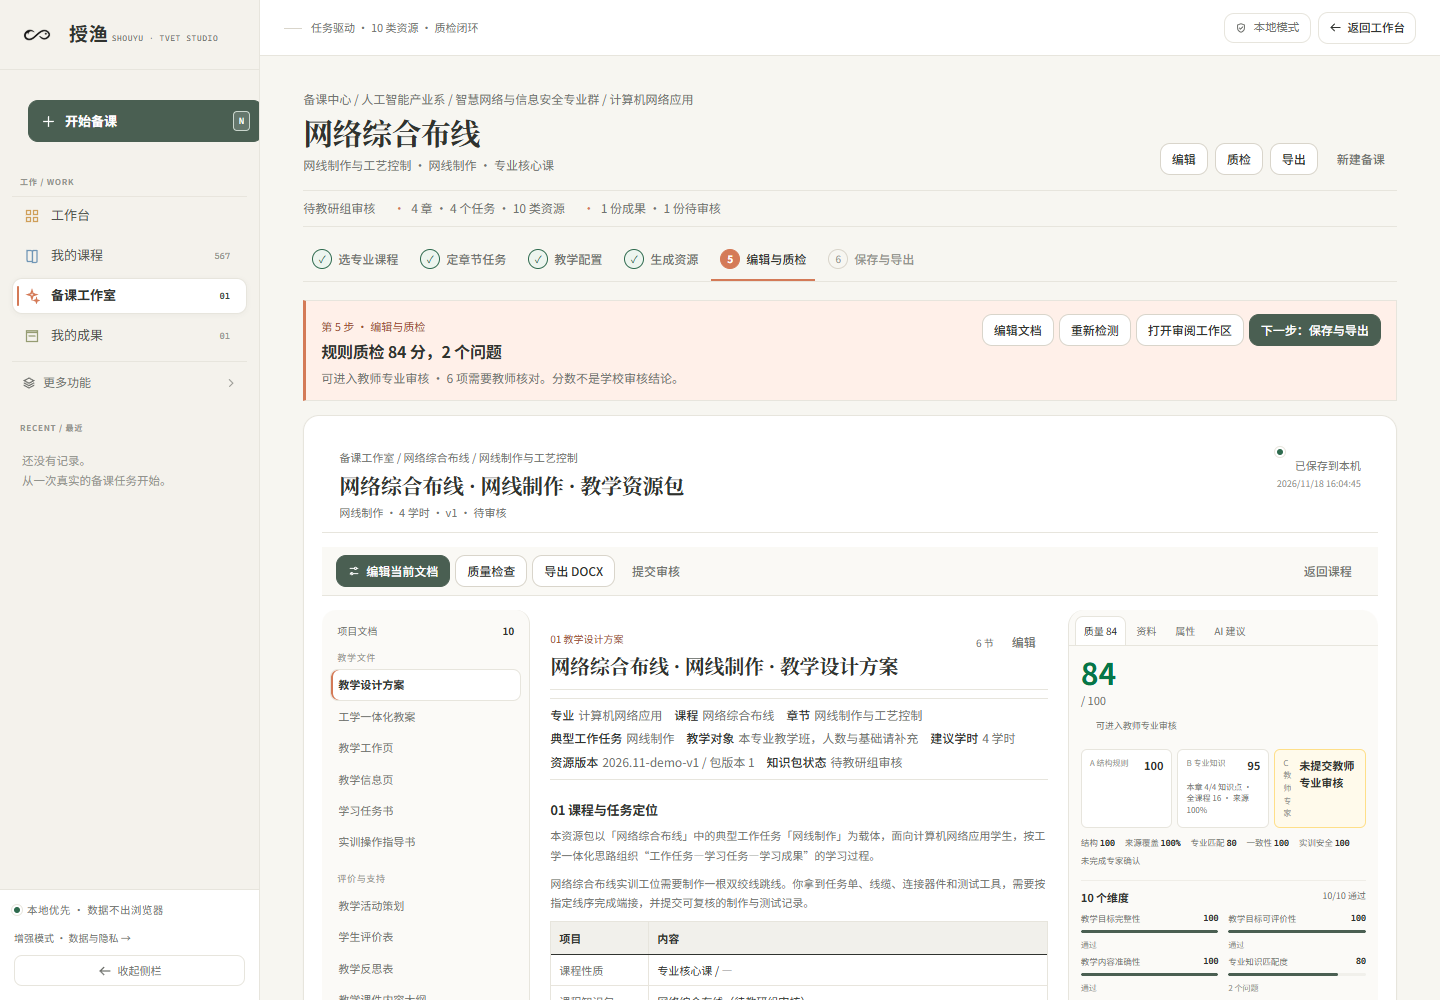 授渔 SHOUYU · TVET STUDIO
开始备课 N
工作 / WORK
工作台
我的课程 567
备课工作室 01
我的成果 01
更多功能
RECENT / 最近
还没有记录。
从一次真实的备课任务开始。
本地优先 • 数据不出浏览器
增强模式 • 数据与隐私 →
← 收起侧栏
任务驱动 • 10 类资源 • 质检闭环
本地模式
← 返回工作台
备课中心 / 人工智能产业系 / 智慧网络与信息安全专业群 / 计算机网络应用
网络综合布线
网线制作与工艺控制 • 网线制作 • 专业核心课
编辑 质检 导出 新建备课
待教研组审核 • 4 章 • 4 个任务 • 10 类资源 • 1 份成果 • 1 份待审核
✓ 选专业课程 ✓ 定章节任务 ✓ 教学配置 ✓ 生成资源 5 编辑与质检 6 保存与导出
第 5 步 • 编辑与质检
规则质检 84 分，2 个问题
可进入教师专业审核 • 6 项需要教师核对。分数不是学校审核结论。
编辑文档 重新检测 打开审阅工作区 下一步：保存与导出
备课工作室 / 网络综合布线 / 网线制作与工艺控制
网络综合布线 · 网线制作 · 教学资源包
网线制作 • 4 学时 • v1 • 待审核
已保存到本机
2026/11/18 16:04:45
编辑当前文档 质量检查 导出 DOCX 提交审核 返回课程
项目文档 10
教学文件
教学设计方案
工学一体化教案
教学工作页
教学信息页
学习任务书
实训操作指导书
评价与支持
教学活动策划
学生评价表
教学反思表
教学课件内容大纲
01 教学设计方案
网络综合布线 · 网线制作 · 教学设计方案
6 节 编辑
专业 计算机网络应用 课程 网络综合布线 章节 网线制作与工艺控制
典型工作任务 网线制作 教学对象 本专业教学班，人数与基础请补充 建议学时 4 学时
资源版本 2026.11-demo-v1 / 包版本 1 知识包状态 待教研组审核
01 课程与任务定位
本资源包以「网络综合布线」中的典型工作任务「网线制作」为载体，面向计算机网络应用学生，按工
学一体化思路组织“工作任务—学习任务—学习成果”的学习过程。
网络综合布线实训工位需要制作一根双绞线跳线。你拿到任务单、线缆、连接器件和测试工具，需要按
指定线序完成端接，并提交可复核的制作与测试记录。
项目 内容
课程性质 专业核心课 / —
课程知识包 网络综合布线（待教研组审核）
质量 84 资料 属性 AI 建议
84
/ 100
可进入教师专业审核
A 结构规则 100
B 专业知识 95
本章 4/4 知识点 •
全课程 16 • 来源
100%
C 教师专家 未提交教师
专业审核
结构 100 来源覆盖 100% 专业匹配 80 一致性 100 实训安全 100
未完成专家确认
10 个维度 10/10 通过
教学目标完整性 100 教学目标可评价性 100
通过 通过
教学内容准确性 100 专业知识匹配度 80
通过 2 个问题